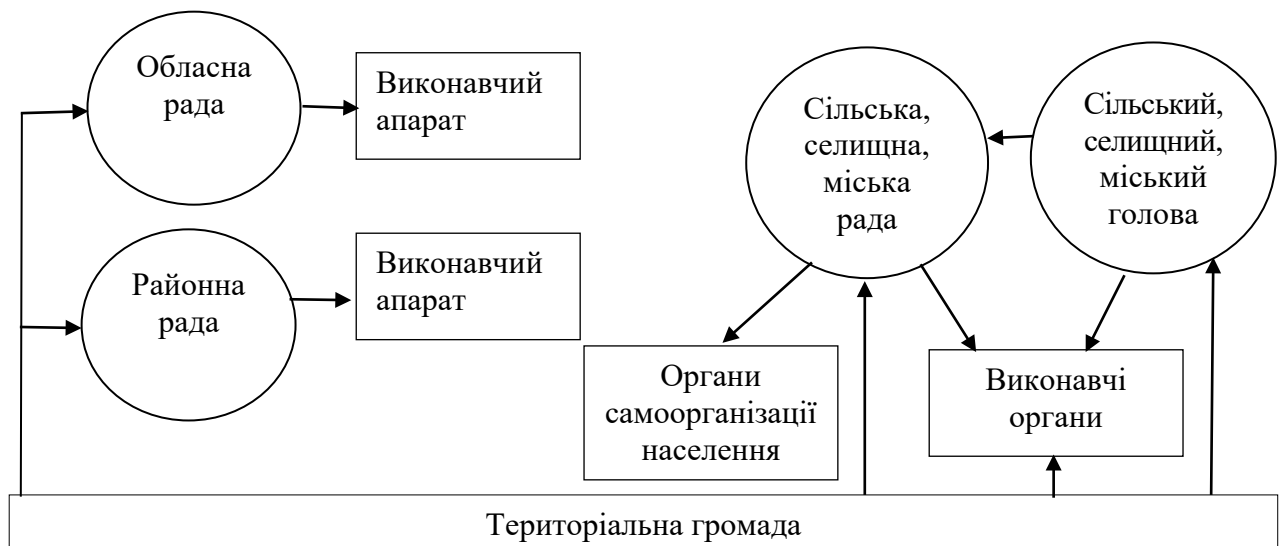 Обласна
рада
Виконавчий
апарат
Районна
рада
Виконавчий
апарат
Сільська,
селищна,
міська
рада
Сільський,
селищний,
міський
голова
Органи
самоорганізації
населення
Виконавчі
органи
Територіальна громада